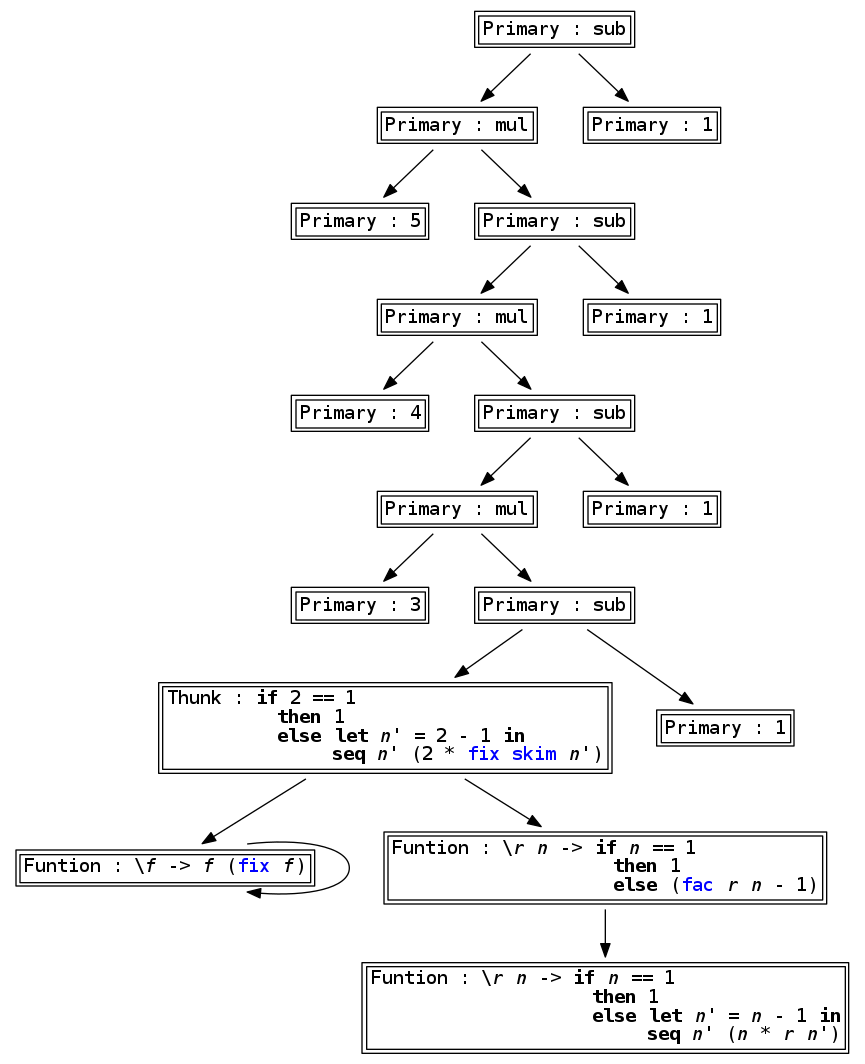 Primary : sub
Primary : mul
Primary : 1
Primary : 5
Primary : sub
Primary : mul
Primary : 1
Primary : 4
Primary : sub
Primary : mul
Primary : 1
Primary : 3
Primary : sub
Thunk : if 2 == 1
then 1
else let n' = 2 - 1 in
seq n' (2 * fix skim n')
Primary : 1
Funtion : \f -> f (fix f)
Funtion : \r n -> if n == 1
then 1
else (fac r n - 1)
Funtion : \r n -> if n == 1
then 1
else let n' = n - 1 in
seq n' (n * r n')